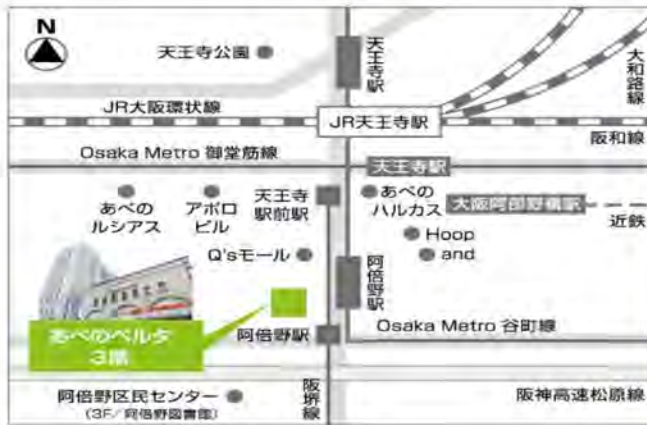 N
天王寺公園
天王寺駅
大和路線
JR大阪環状線
JR天王寺駅
阪和線
Osaka Metro 御堂筋線
天王寺駅
あべの
ルシアス
アポロ
ビル
天王寺
駅前駅
あべの
ハルカス
大阪阿部野橋駅
近鉄
Hoop
and
Q'sモール
阿倍野駅
あべのベルタ
3階
阿倍野駅
Osaka Metro 谷町線
阪堺線
阿倍野区民センター
(3F/阿倍野図書館)
阪神高速松原線